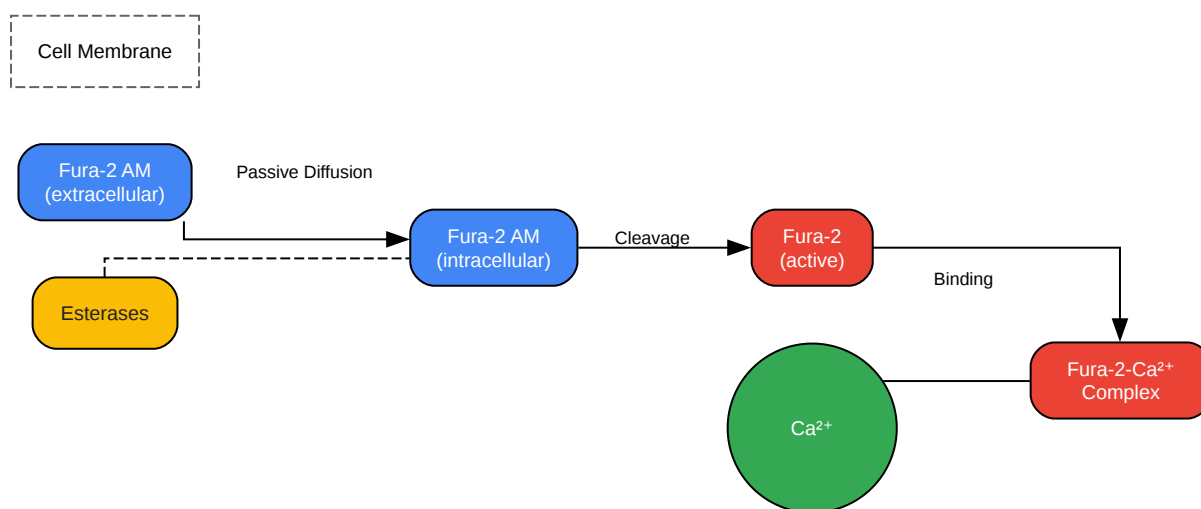 Cell Membrane
Fura-2 AM
(extracellular)
Passive Diffusion
Fura-2 AM
(intracellular)
Cleavage
Fura-2
(active)
Binding
Esterases
Fura-2-Ca²⁺
Complex
Ca²⁺